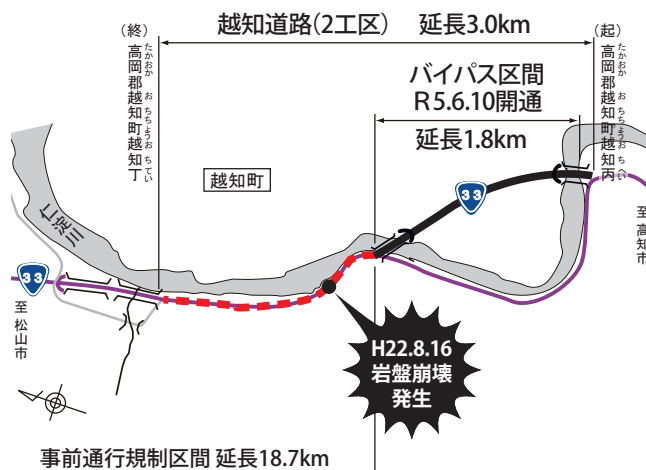 越知道路(2工区) 延長3.0km
(終)
高岡郡越知町越知丁
たかおか お ちちょうお ち てい
(起)
高岡郡越知町越知丙
たかおか お ちちょうお ち へい
バイパス区間
R5.6.10開通
延長1.8km
越知町
33
仁淀川
至高知市
33
至松山市
H22.8.16
岩盤崩壊
発生
事前通行規制区間 延長18.7km